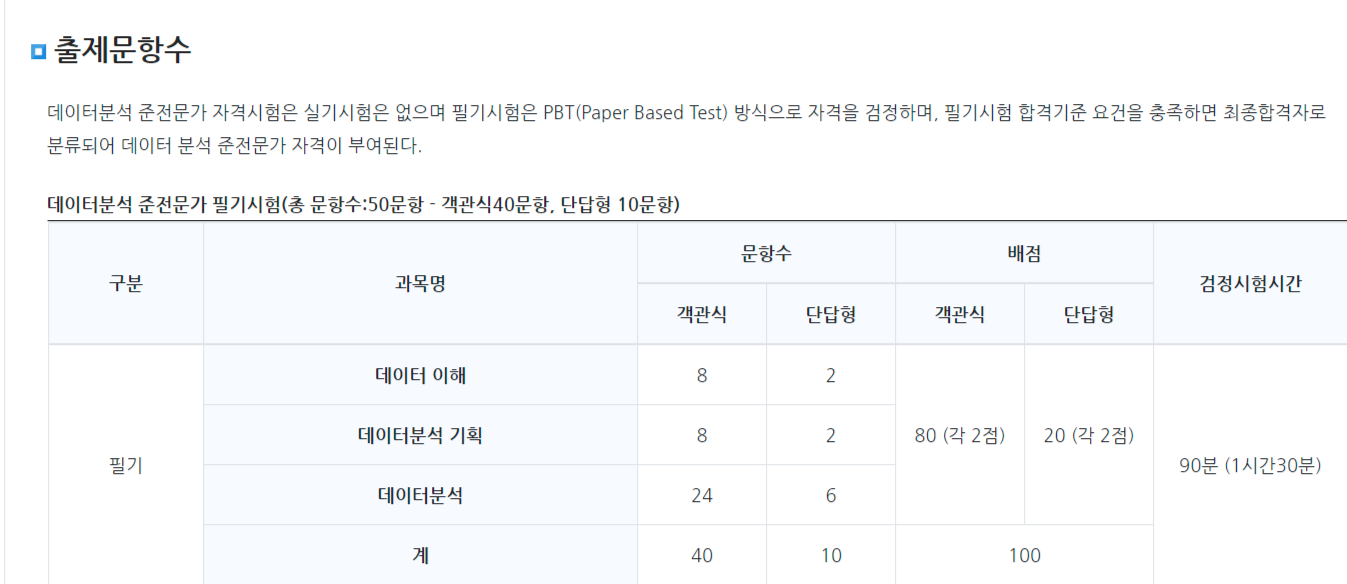 출제문항수
데이터분석 준전문가 자격시험은 실기시험은 없으며 필기시험은 PBT(Paper Based Test) 방식으로 자격을 검정하며, 필기시험 합격기준 요건을 충족하면 최종합격자로
분류되어 데이터 분석 준전문가 자격이 부여된다.
데이터분석 준전문가 필기시험(총 문항수:50문항 - 객관식40문항, 단답형 10문항)
구분 과목명 문항수 배점 검정시험시간
객관식 단답형 객관식 단답형
필기 데이터 이해 8 2 80 (각 2점) 20 (각 2점) 90분 (1시간30분)
데이터분석 기획 8 2
데이터분석 24 6
계 40 10 100